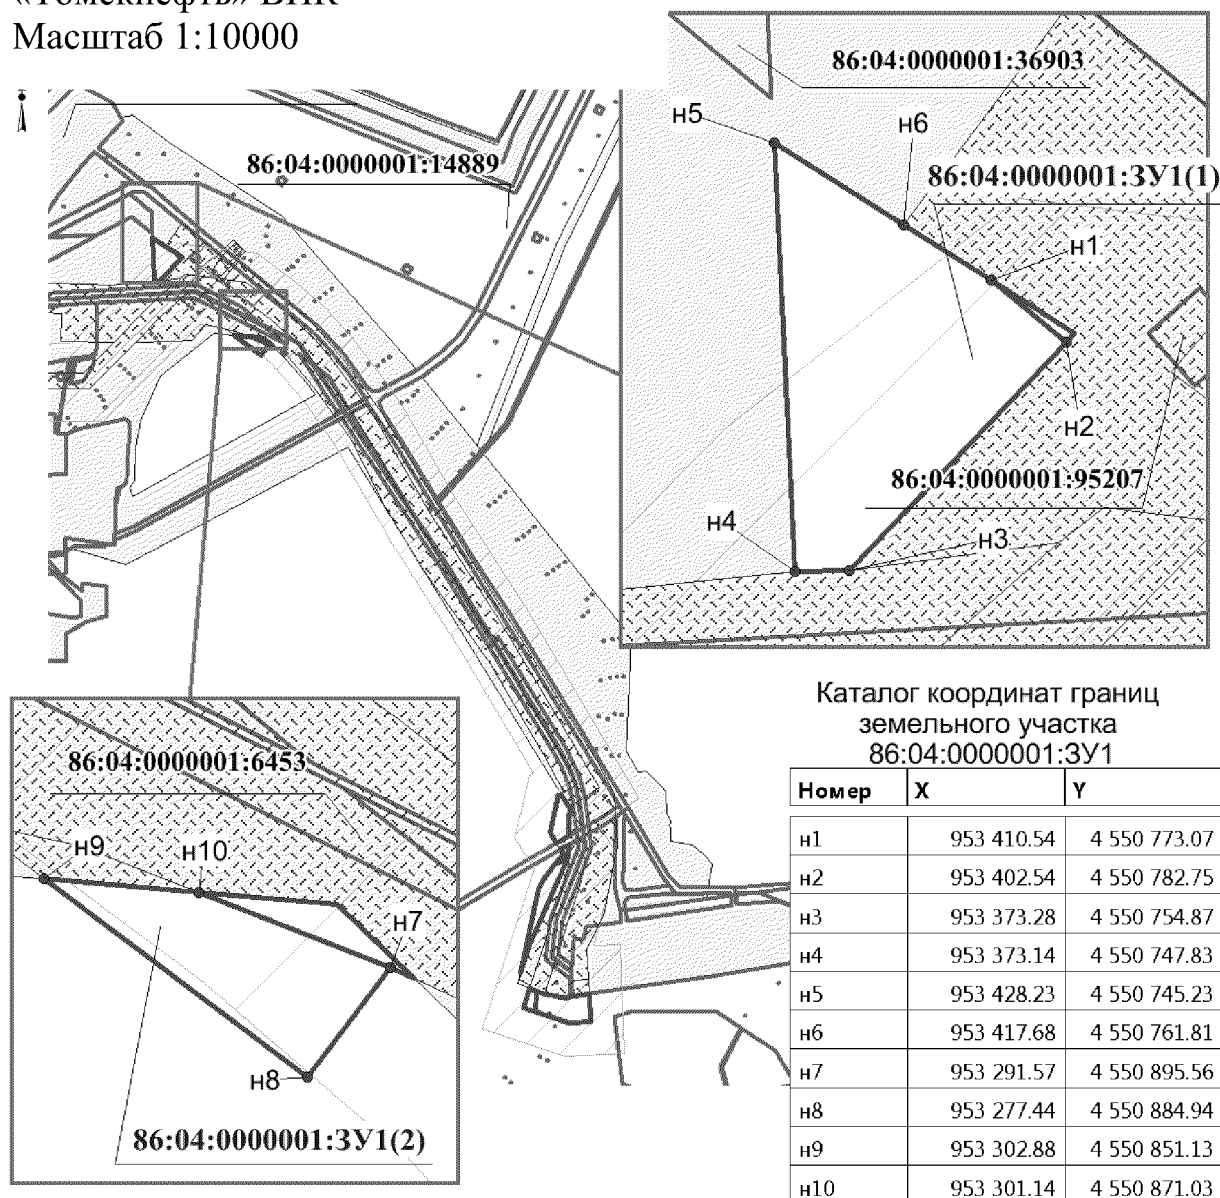 Масштаб 1:10000
86:04:0000001:36903
н5
н6
86:04:0000001:14889
86:04:0000001:ЗУ1(1)
н1
н2
86:04:0000001:95207
н4
н3
Каталог координат границ
земельного участка
86:04:0000001:ЗУ1
86:04:0000001:6453
н9
н10
н7
н8
86:04:0000001:ЗУ1(2)
Номер X Y
н1 953 410.54 4 550 773.07
н2 953 402.54 4 550 782.75
н3 953 373.28 4 550 754.87
н4 953 373.14 4 550 747.83
н5 953 428.23 4 550 745.23
н6 953 417.68 4 550 761.81
н7 953 291.57 4 550 895.56
н8 953 277.44 4 550 884.94
н9 953 302.88 4 550 851.13
н10 953 301.14 4 550 871.03